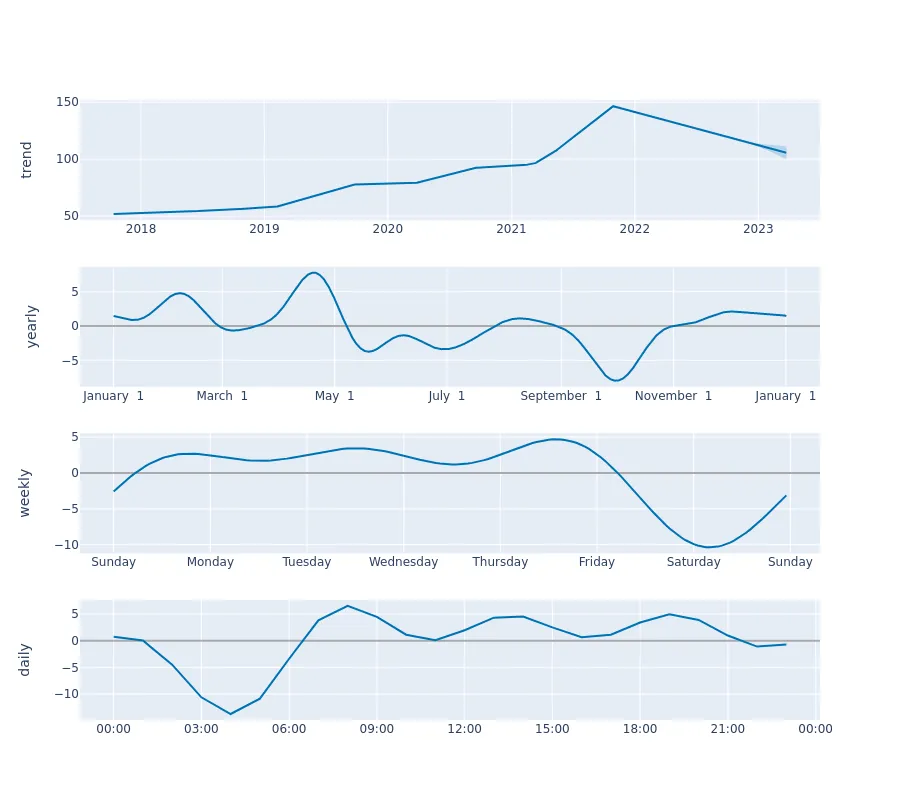 trend
150
100
50
2018 2019 2020 2021 2022 2023
yearly
5
0
−5
January 1 March 1 May 1 July 1 September 1 November 1 January 1
weekly
5
0
−5
−10
Sunday Monday Tuesday Wednesday Thursday Friday Saturday Sunday
daily
5
0
−5
−10
00:00 03:00 06:00 09:00 12:00 15:00 18:00 21:00 00:00